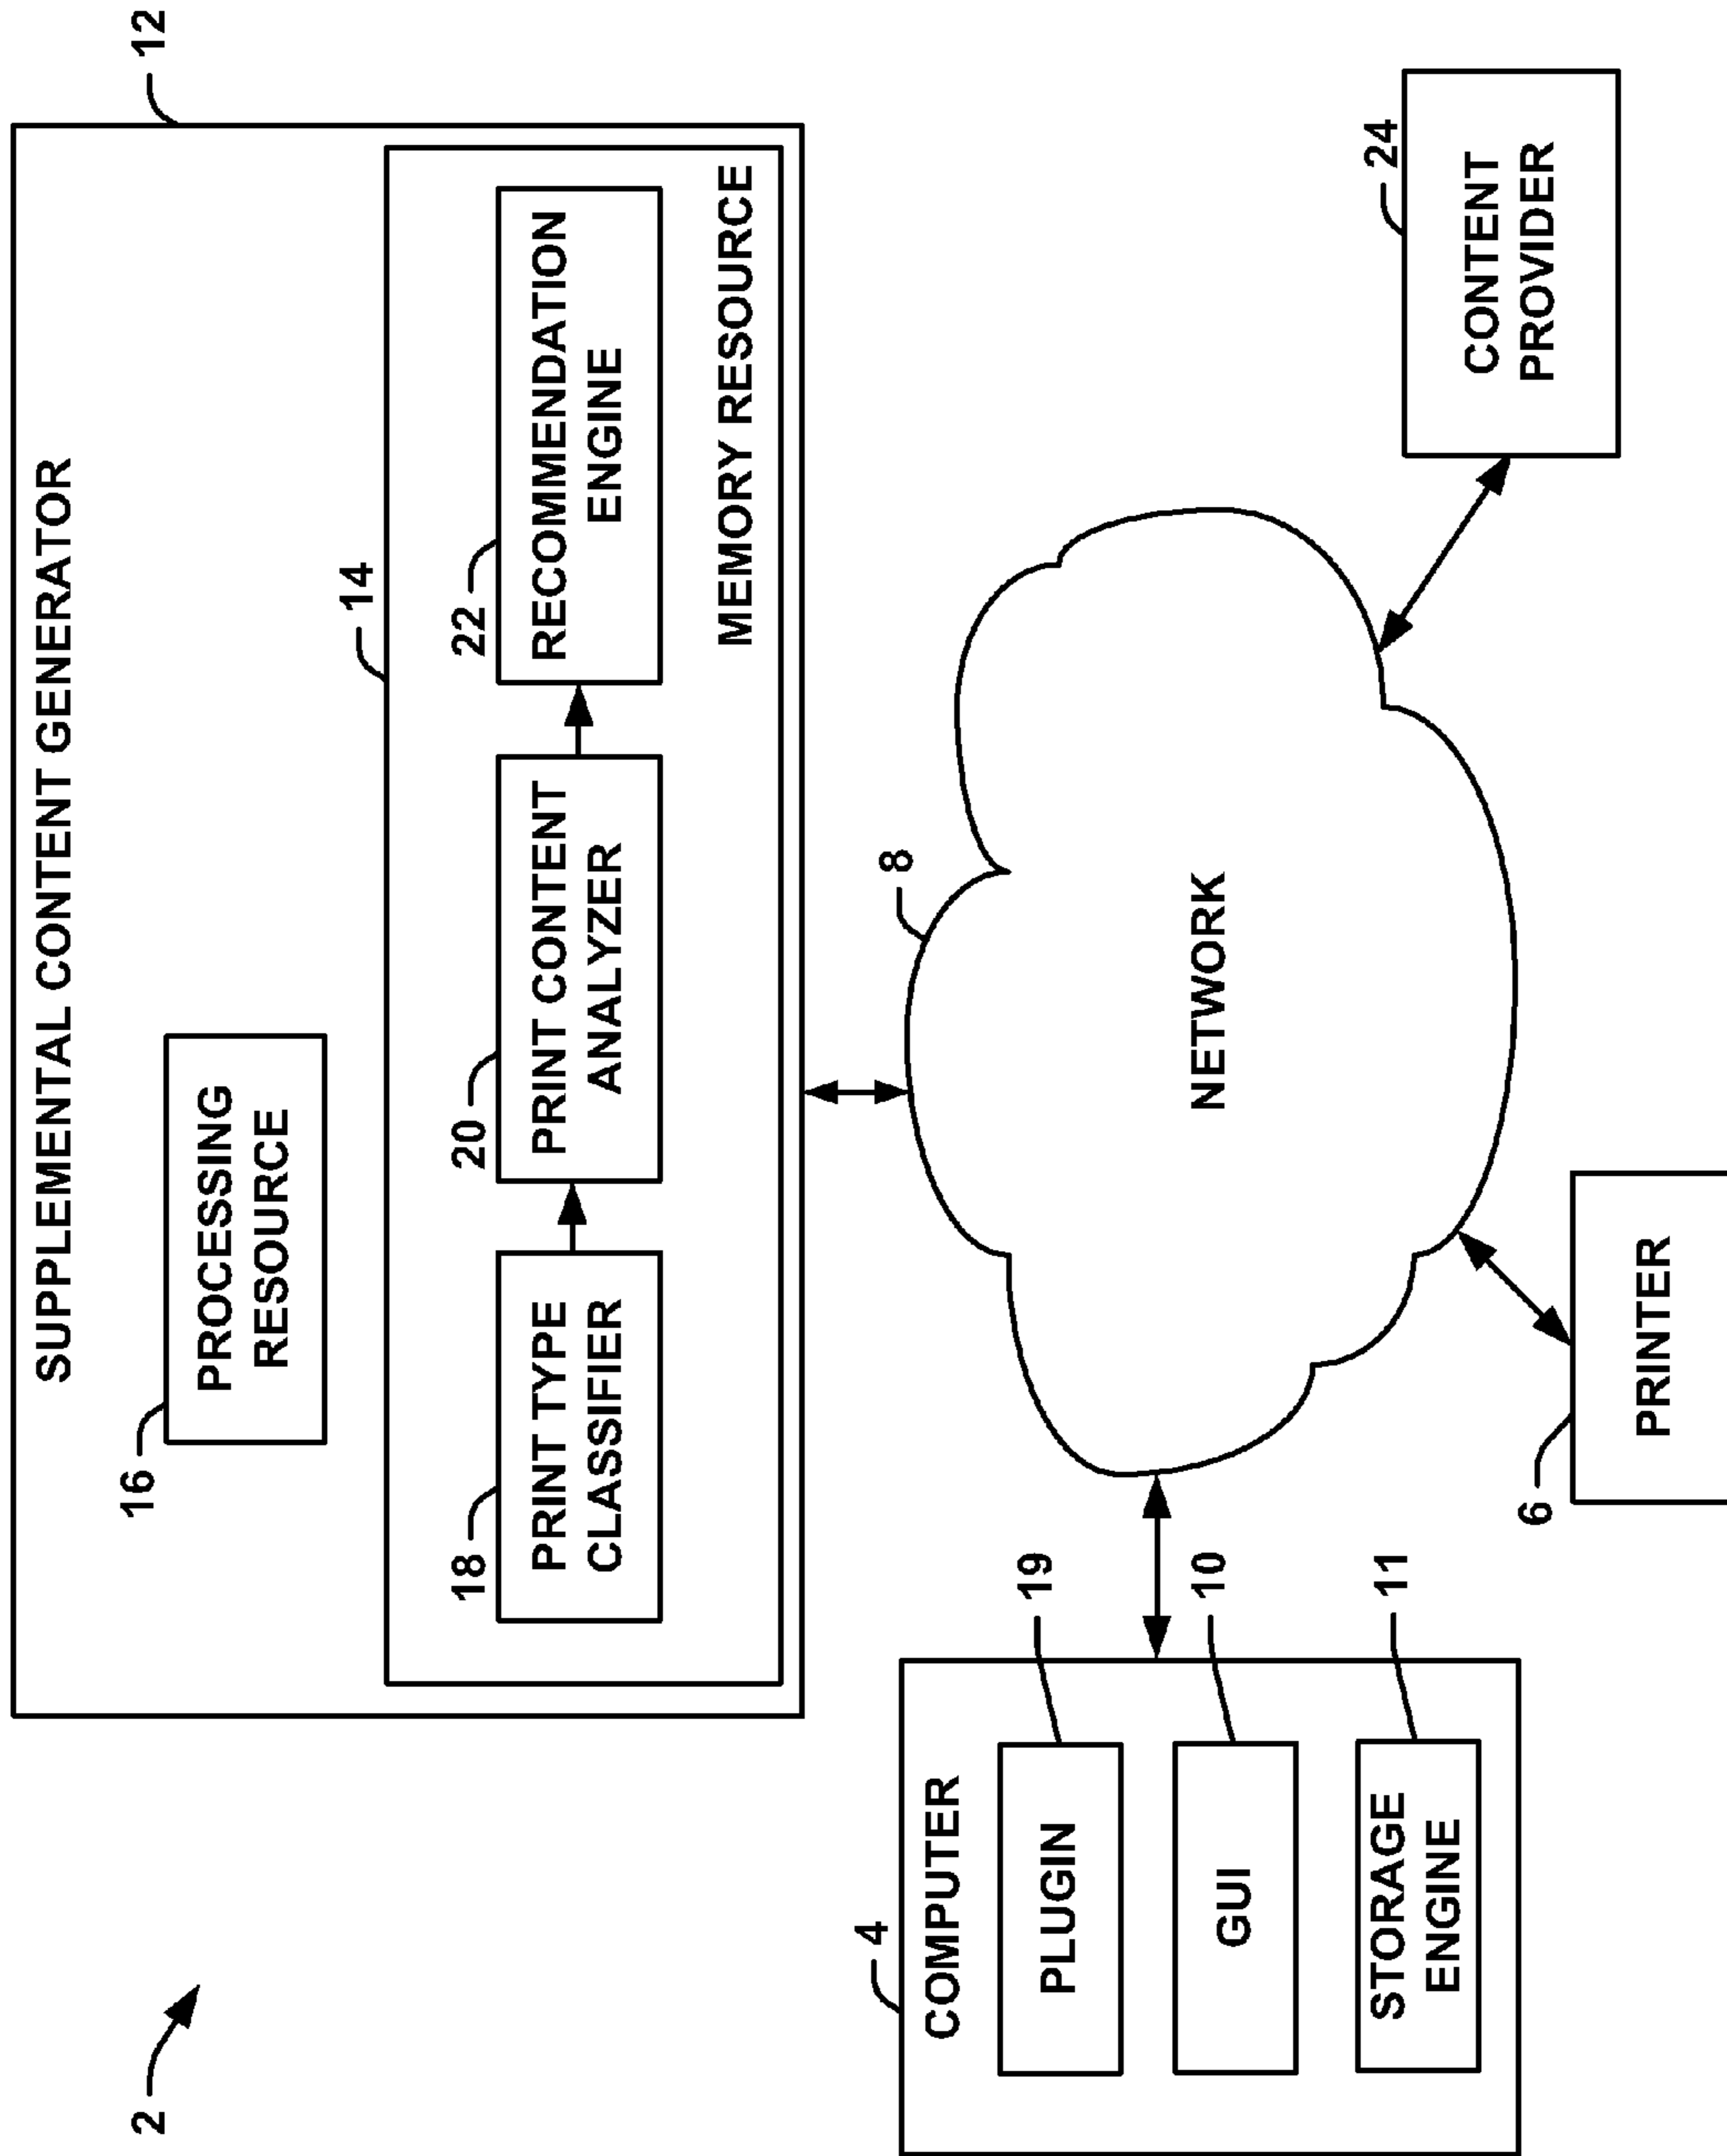 2
SUPPLEMENTAL CONTENT GENERATOR
12
16
PROCESSING
RESOURCE
14
18
PRINT TYPE
CLASSIFIER
20
PRINT CONTENT
ANALYZER
22
RECOMMENDATION
ENGINE
MEMORY RESOURCE
4
COMPUTER
PLUGIN
19
GUI
10
STORAGE
ENGINE
11
8
NETWORK
6
PRINTER
24
CONTENT
PROVIDER